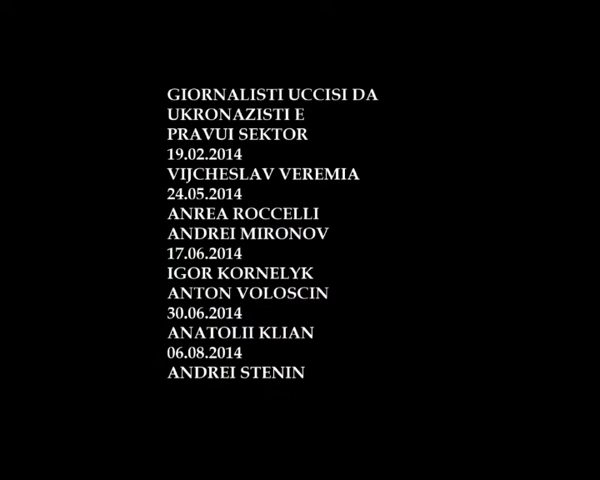 GIORNALISTI UCCISI DA
UKRONAZISTI E
PRAVUI SEKTOR
19.02.2014
VIJCHESLAV VEREMIA
24.05.2014
ANREA ROCCELLI
ANDREI MIRONOV
17.06.2014
IGOR KORNELYK
ANTON VOLOSCIN
30.06.2014
ANATOLII KLIAN
06.08.2014
ANDREI STENIN